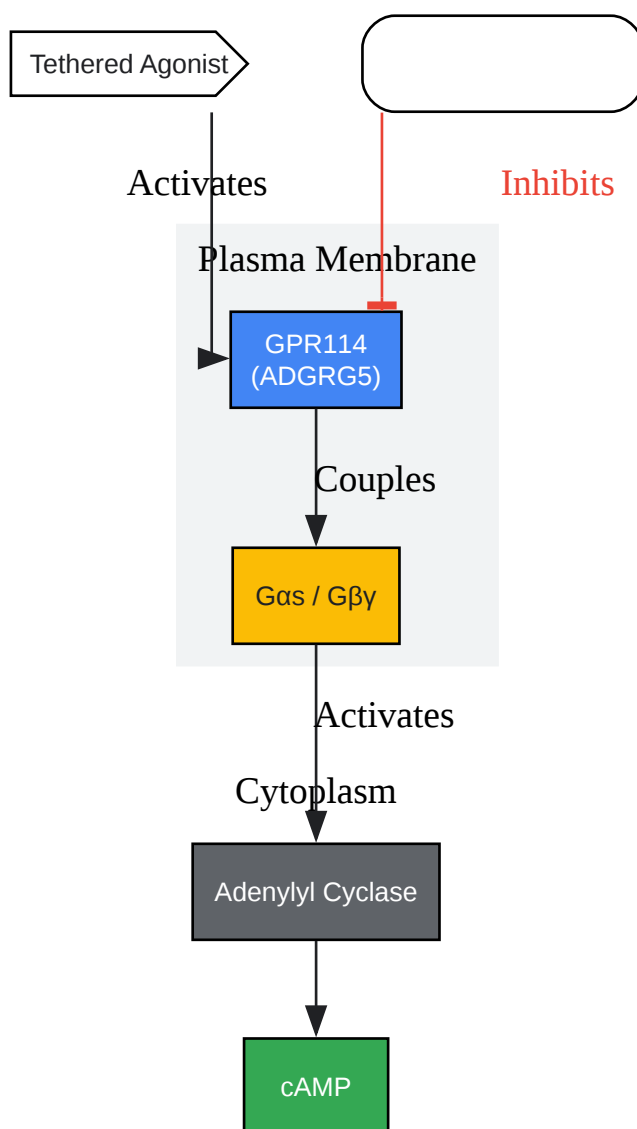 Tethered Agonist
Activates
Inhibits
Plasma Membrane
GPR114
(ADGRG5)
Couples
Gαs / Gβγ
Activates
Cytoplasm
Adenylyl Cyclase
cAMP